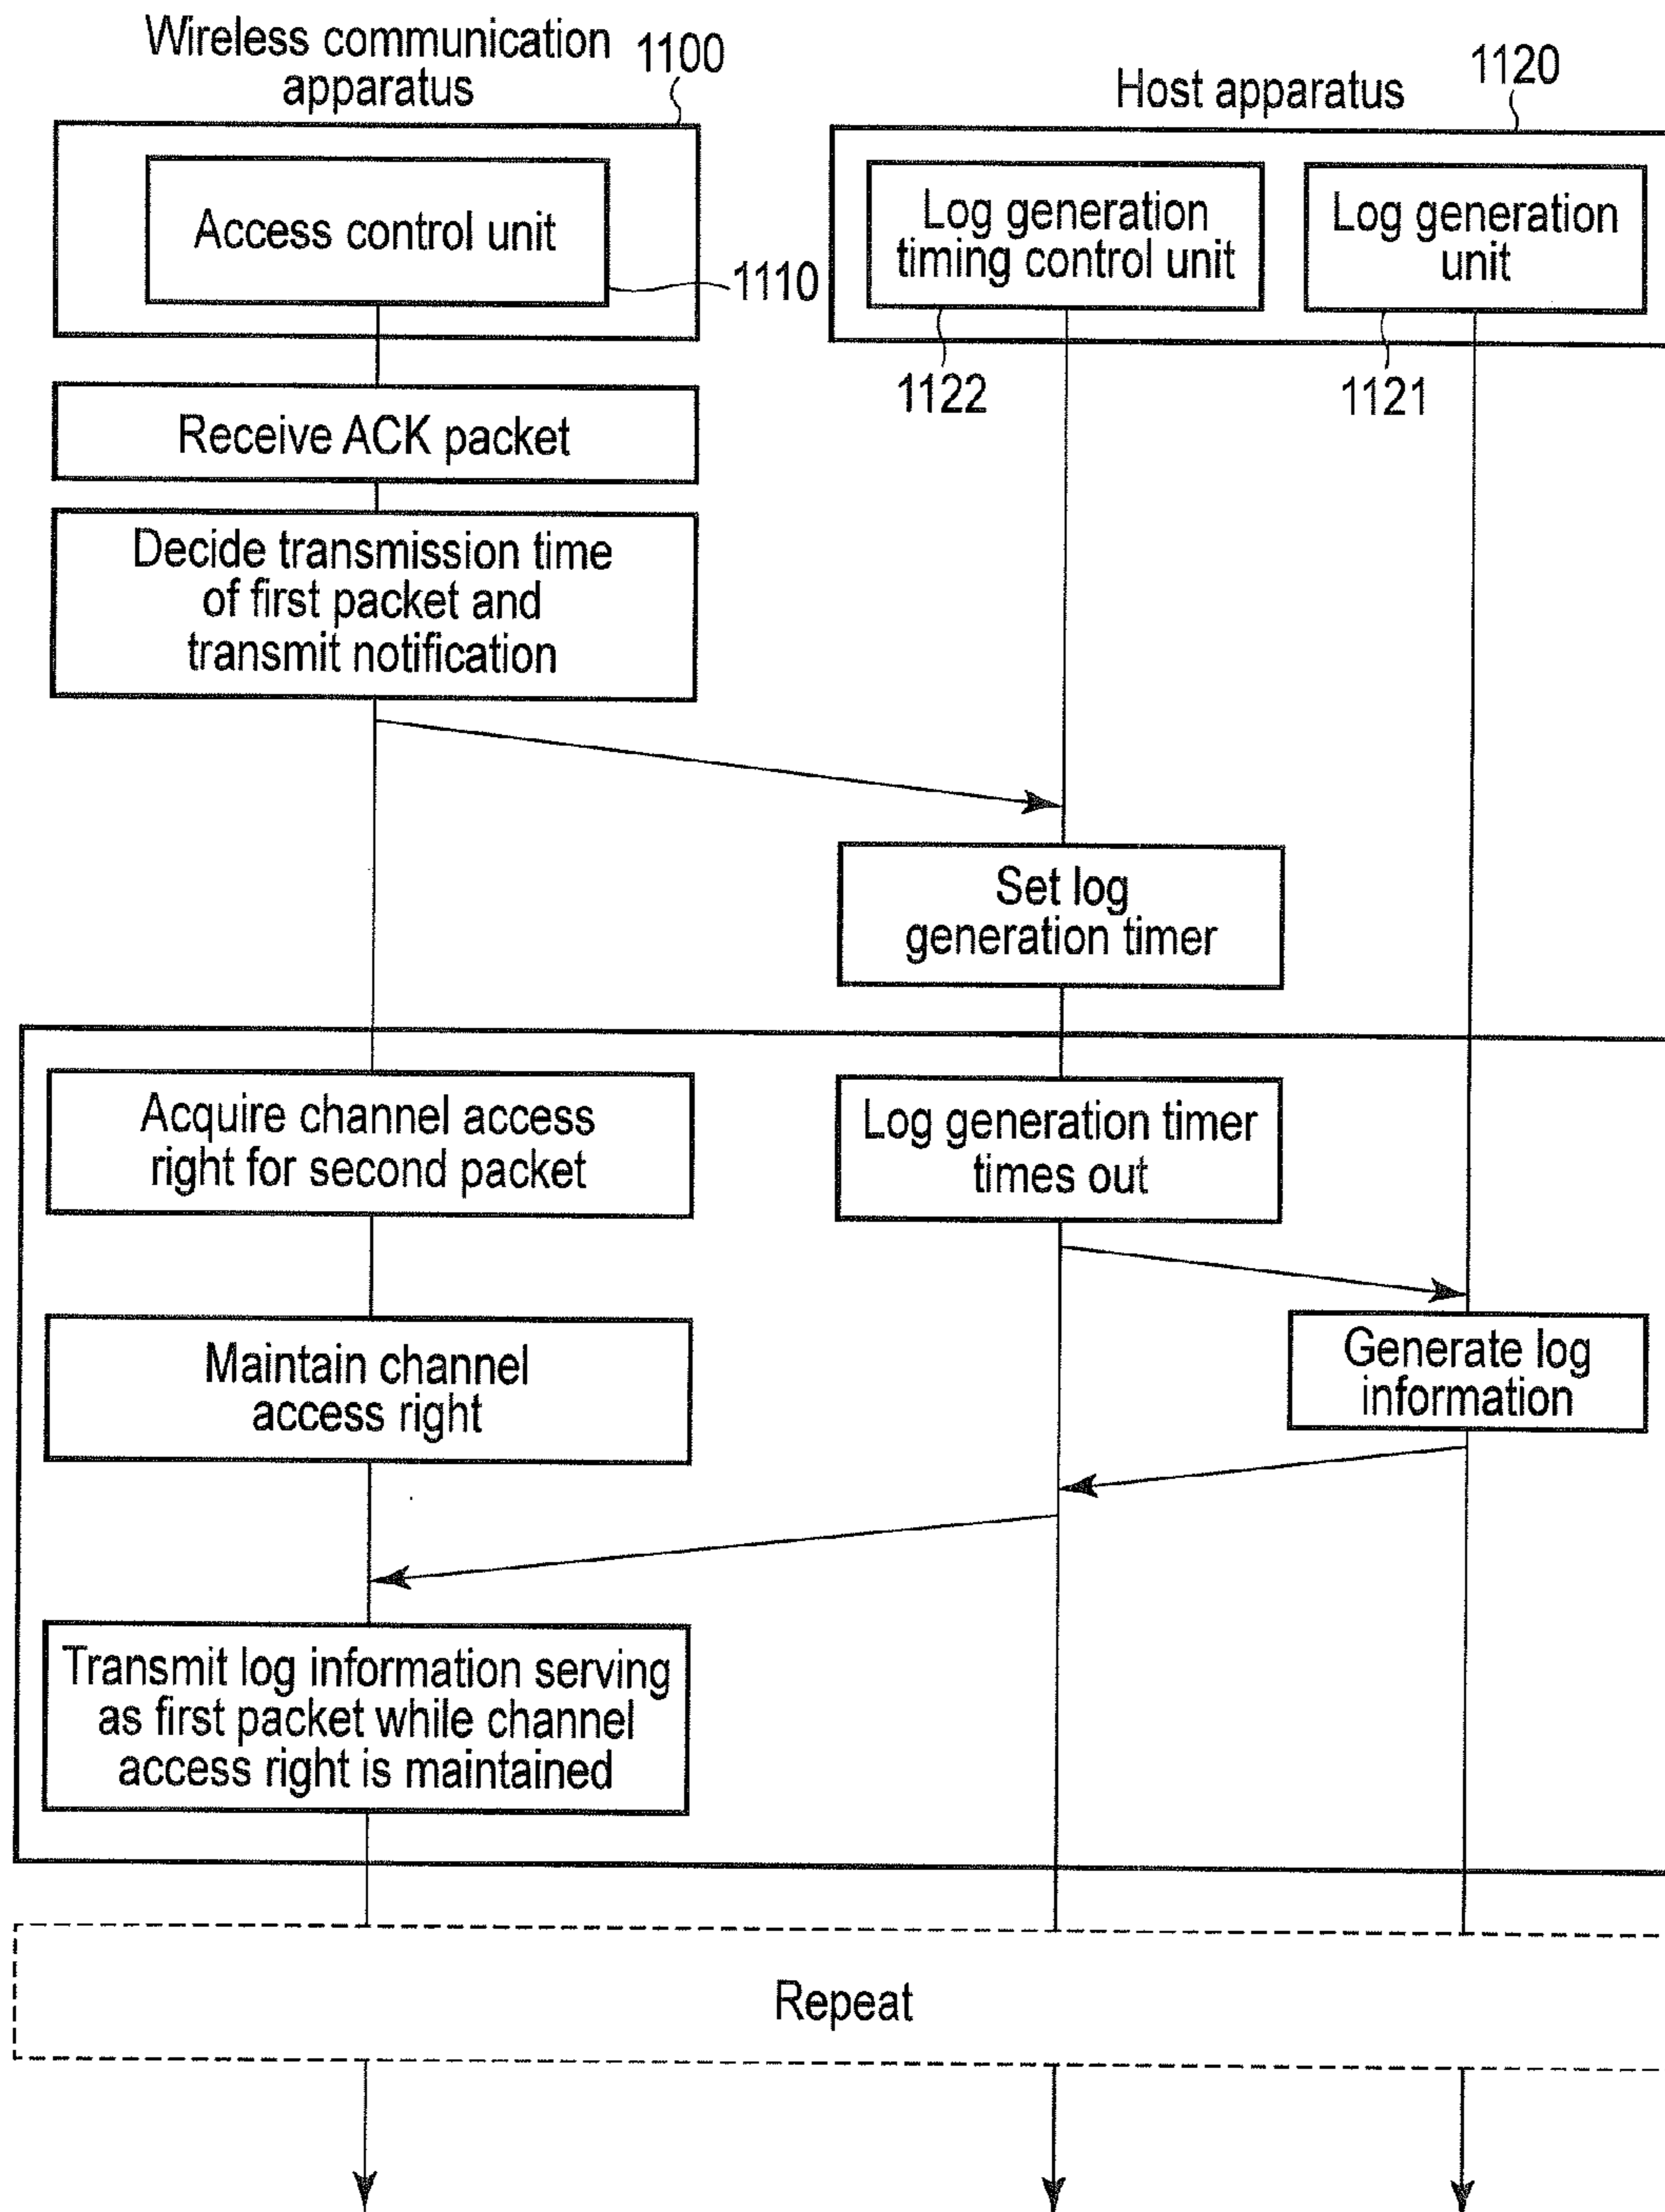 Wireless communication
apparatus
1100
Host apparatus
1120
Access control unit
1110
Log generation
timing control unit
1122
Log generation
unit
1121
Receive ACK packet
Decide transmission time
of first packet and
transmit notification
Set log
generation timer
Acquire channel access
right for second packet
Log generation timer
times out
Maintain channel
access right
Generate log
information
Transmit log information serving
as first packet while channel
access right is maintained
Repeat